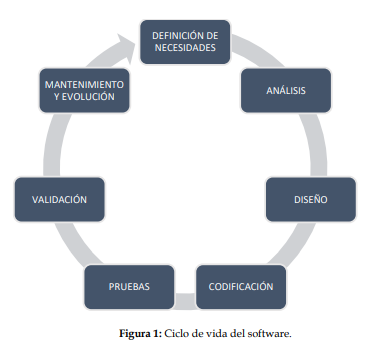 DEFINICIÓN DE
NECESIDADES
ANÁLISIS
DISEÑO
CODIFICACIÓN
PRUEBAS
VALIDACIÓN
MANTENIMIENTO
Y EVOLUCIÓN
Figura 1: Ciclo de vida del software.